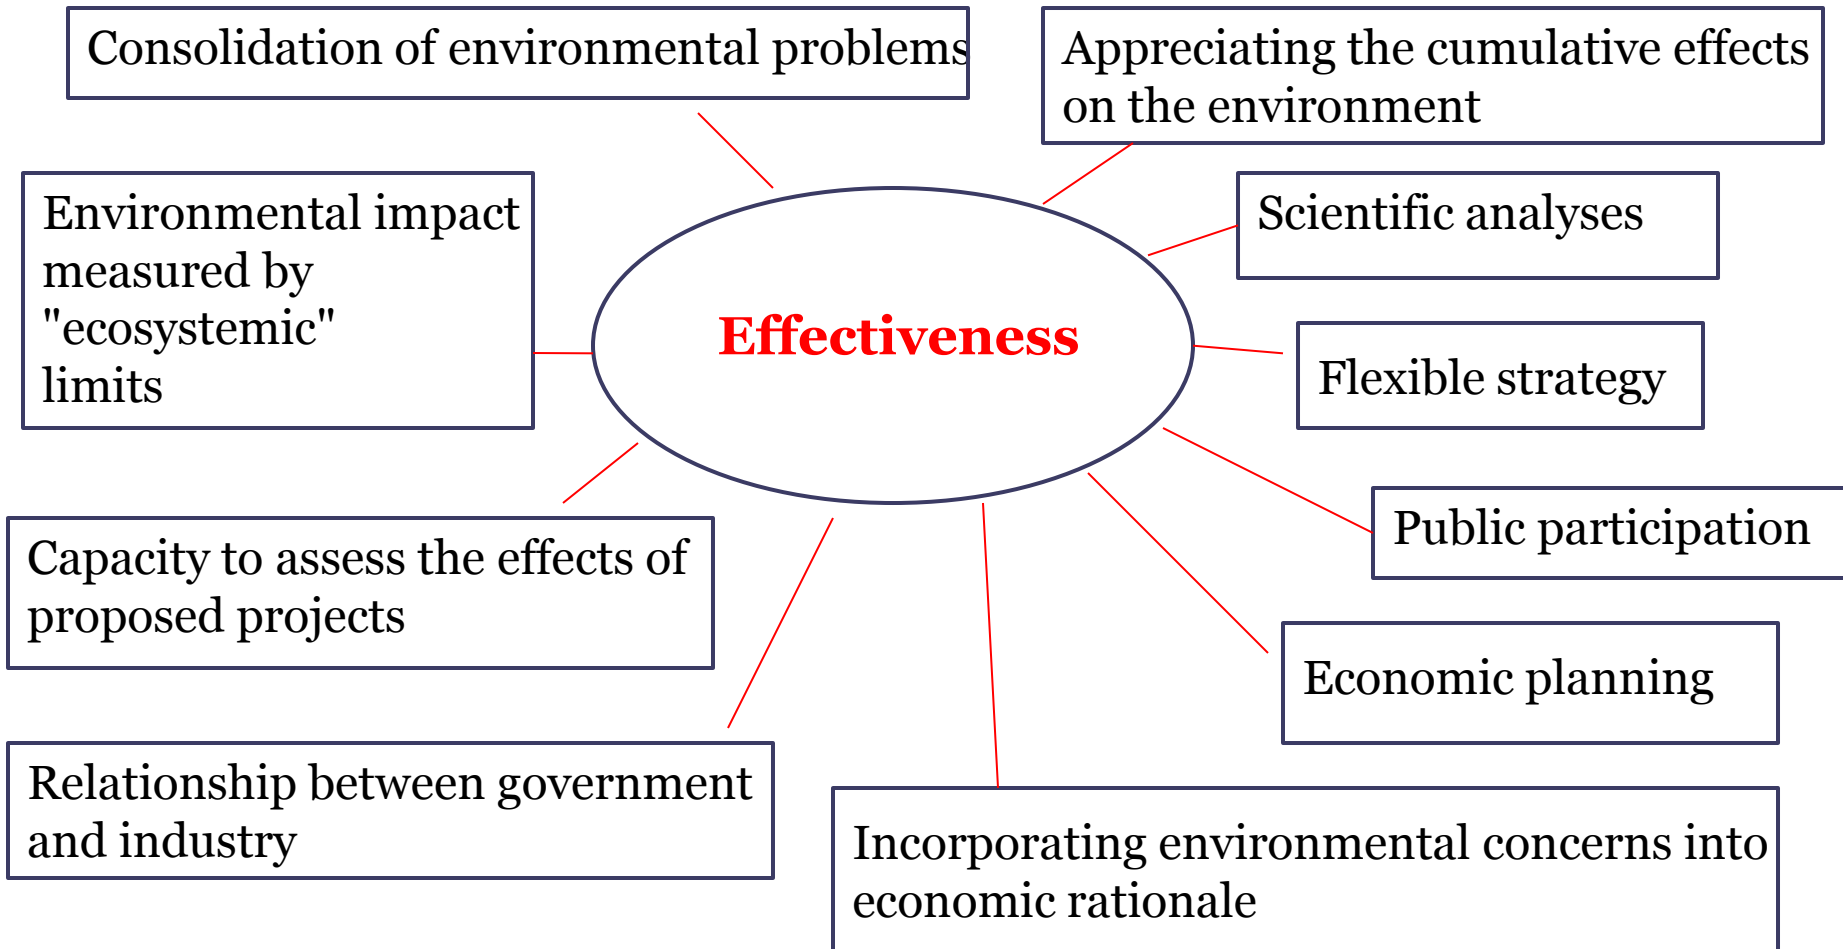 Consolidation of environmental problems
Appreciating the cumulative effects
on the environment
Environmental impact
measured by
"ecosystemic"
limits
Scientific analyses
Effectiveness
Flexible strategy
Capacity to assess the effects of
proposed projects
Public participation
Economic planning
Relationship between government
and industry
Incorporating environmental concerns into
economic rationale